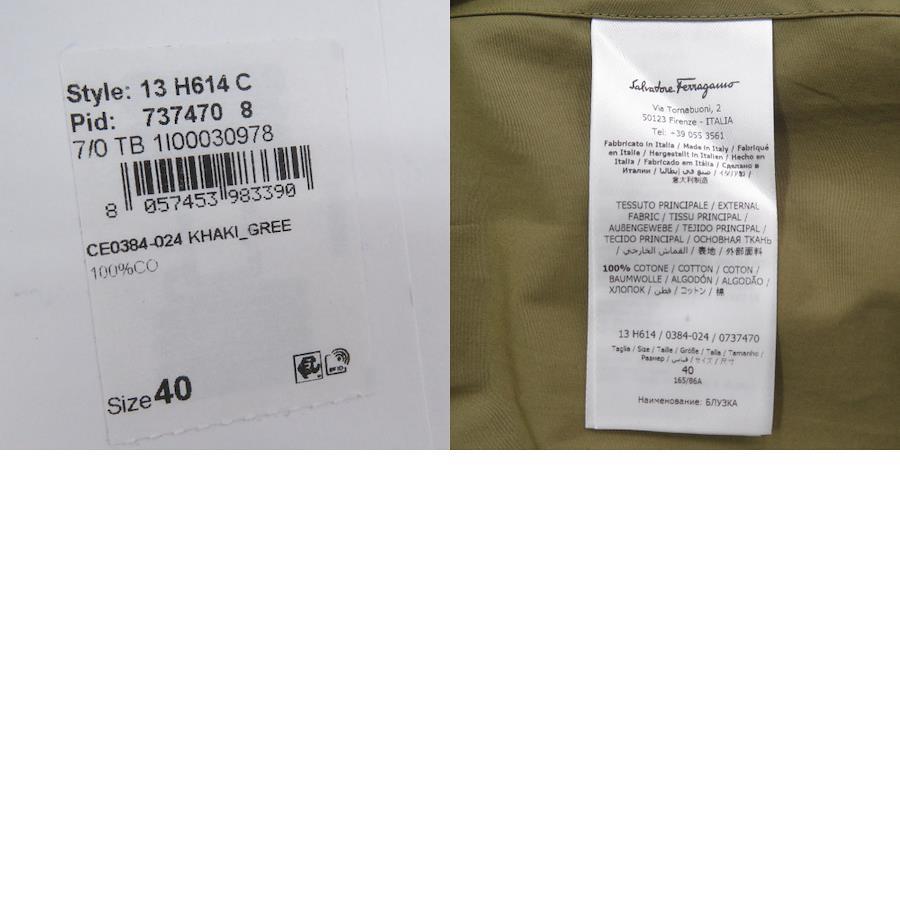 Style: 13 H614 C
Pid: 737470 8
7/0 TB 1I00030978
8 057453 983390
CE0384-024 KHAKI_GREE
100%CO
Size 40
Salvatore Ferragamo
Via Tornabuoni, 2
50123 Firenze - ITALIA
Tel: +39 055 3561
Fabbricato in Italia / Made in Italy / Fabriqué
en Italie / Hergestellt in Italien / Hecho en
Italia / Fabricado em Itália / Сделано в
Италии / صنع في إيطاليا / イタリア製 /
意大利制造
TESSUTO PRINCIPALE / EXTERNAL
FABRIC / TISSU PRINCIPAL /
AUßENGEWEBE / TEJIDO PRINCIPAL /
TECIDO PRINCIPAL / ОСНОВНАЯ ТКАНЬ
/ القماش الخارجي / 表地 / 外部面料
100% COTONE / COTTON / COTON /
BAUMWOLLE / ALGODÓN / ALGODÃO /
ХЛОПОК / قطن / コットン / 棉
13 H614 / 0384-024 / 0737470
Taglia / Size / Taille / Größe / Talla / Tamanho /
Размер / قياس / サイズ / 尺寸
40
165/86A
Наименование: БЛУЗКА